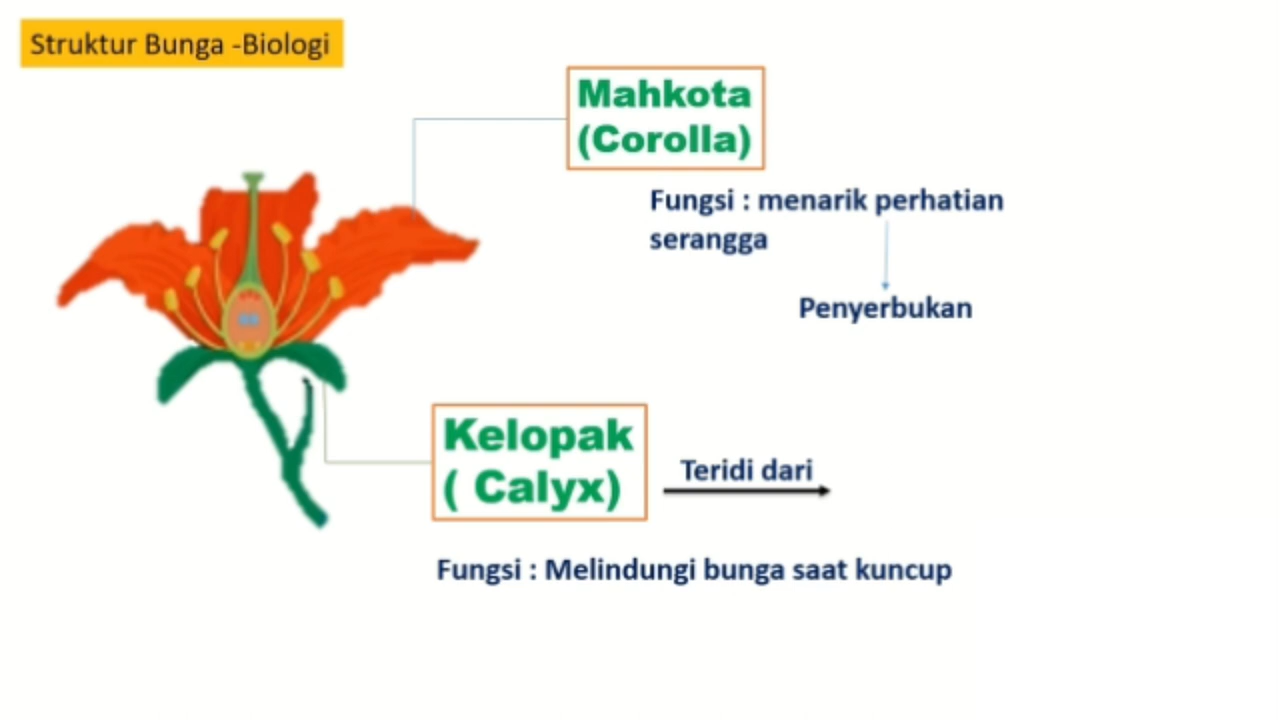 Struktur Bunga -Biologi
Mahkota
(Corolla)
Fungsi : menarik perhatian
serangga
Penyerbukan
Kelopak
( Calyx)
Teridi dari
Fungsi : Melindungi bunga saat kuncup